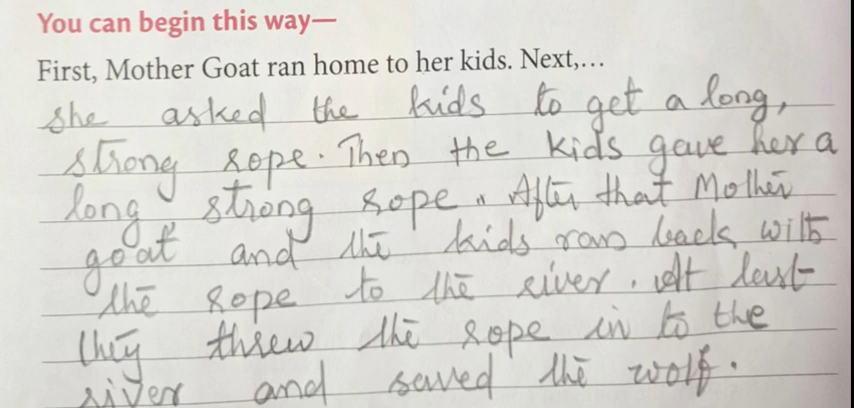 You can begin this way—
First, Mother Goat ran home to her kids. Next,...
she asked the kids to get a long,
strong rope. Then the kids gave her a
long strong rope. After that Mother
goat and the kids ran back with
the rope to the river. At last
they threw the rope in to the
river and saved the wolf.